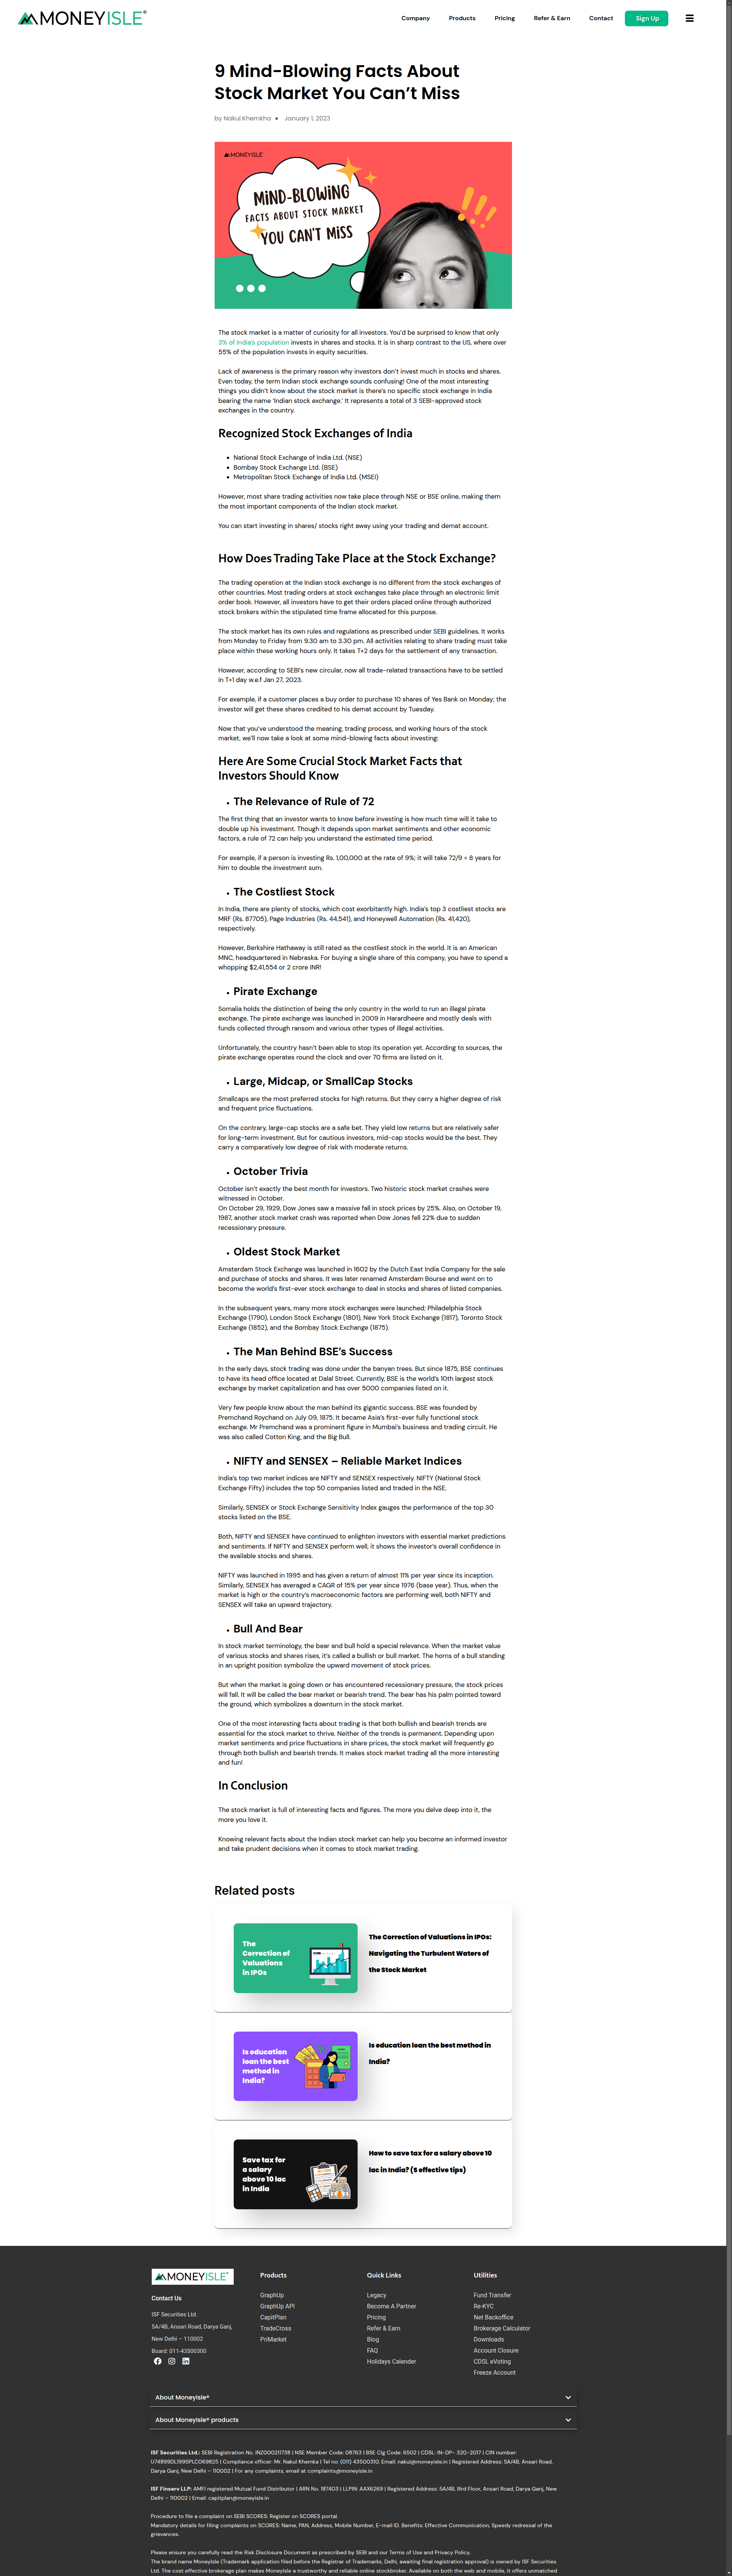 MONEYISLE®
Company
Products
Pricing
Refer & Earn
Contact
Sign Up
9 Mind-Blowing Facts About
Stock Market You Can’t Miss
by Nakul Khemkha • January 1, 2023
MONEYISLE
MIND-BLOWING
FACTS ABOUT STOCK MARKET
YOU CAN'T MISS
The stock market is a matter of curiosity for all investors. You’d be surprised to know that only
3% of India’s population invests in shares and stocks. It is in sharp contrast to the US, where over
55% of the population invests in equity securities.
Lack of awareness is the primary reason why investors don’t invest much in stocks and shares.
Even today, the term Indian stock exchange sounds confusing! One of the most interesting
things you didn’t know about the stock market is there’s no specific stock exchange in India
bearing the name ‘Indian stock exchange.’ It represents a total of 3 SEBI-approved stock
exchanges in the country.
Recognized Stock Exchanges of India
• National Stock Exchange of India Ltd. (NSE)
• Bombay Stock Exchange Ltd. (BSE)
• Metropolitan Stock Exchange of India Ltd. (MSEI)
However, most share trading activities now take place through NSE or BSE online, making them
the most important components of the Indian stock market.
You can start investing in shares/ stocks right away using your trading and demat account.
How Does Trading Take Place at the Stock Exchange?
The trading operation at the Indian stock exchange is no different from the stock exchanges of
other countries. Most trading orders at stock exchanges take place through an electronic limit
order book. However, all investors have to get their orders placed online through authorized
stock brokers within the stipulated time frame allocated for this purpose.
The stock market has its own rules and regulations as prescribed under SEBI guidelines. It works
from Monday to Friday from 9.30 am to 3.30 pm. All activities relating to share trading must take
place within these working hours only. It takes T+2 days for the settlement of any transaction.
However, according to SEBI’s new circular, now all trade-related transactions have to be settled
in T+1 day w.e.f Jan 27, 2023.
For example, if a customer places a buy order to purchase 10 shares of Yes Bank on Monday; the
investor will get these shares credited to his demat account by Tuesday.
Now that you’ve understood the meaning, trading process, and working hours of the stock
market, we’ll now take a look at some mind-blowing facts about investing:
Here Are Some Crucial Stock Market Facts that
Investors Should Know
• The Relevance of Rule of 72
The first thing that an investor wants to know before investing is how much time will it take to
double up his investment. Though it depends upon market sentiments and other economic
factors, a rule of 72 can help you understand the estimated time period.
For example, if a person is investing Rs. 1,00,000 at the rate of 9%; it will take 72/9 = 8 years for
him to double the investment sum.
• The Costliest Stock
In India, there are plenty of stocks, which cost exorbitantly high. India’s top 3 costliest stocks are
MRF (Rs. 87705), Page Industries (Rs. 44,541), and Honeywell Automation (Rs. 41,420),
respectively.
However, Berkshire Hathaway is still rated as the costliest stock in the world. It is an American
MNC, headquartered in Nebraska. For buying a single share of this company, you have to spend a
whopping $2,41,554 or 2 crore INR!
• Pirate Exchange
Somalia holds the distinction of being the only country in the world to run an illegal pirate
exchange. The pirate exchange was launched in 2009 in Harardheere and mostly deals with
funds collected through ransom and various other types of illegal activities.
Unfortunately, the country hasn’t been able to stop its operation yet. According to sources, the
pirate exchange operates round the clock and over 70 firms are listed on it.
• Large, Midcap, or SmallCap Stocks
Smallcaps are the most preferred stocks for high returns. But they carry a higher degree of risk
and frequent price fluctuations.
On the contrary, large-cap stocks are a safe bet. They yield low returns but are relatively safer
for long-term investment. But for cautious investors, mid-cap stocks would be the best. They
carry a comparatively low degree of risk with moderate returns.
• October Trivia
October isn’t exactly the best month for investors. Two historic stock market crashes were
witnessed in October.
On October 29, 1929, Dow Jones saw a massive fall in stock prices by 25%. Also, on October 19,
1987, another stock market crash was reported when Dow Jones fell 22% due to sudden
recessionary pressure.
• Oldest Stock Market
Amsterdam Stock Exchange was launched in 1602 by the Dutch East India Company for the sale
and purchase of stocks and shares. It was later renamed Amsterdam Bourse and went on to
become the world’s first-ever stock exchange to deal in stocks and shares of listed companies.
In the subsequent years, many more stock exchanges were launched; Philadelphia Stock
Exchange (1790), London Stock Exchange (1801), New York Stock Exchange (1817), Toronto Stock
Exchange (1852), and the Bombay Stock Exchange (1875).
• The Man Behind BSE’s Success
In the early days, stock trading was done under the banyan trees. But since 1875, BSE continues
to have its head office located at Dalal Street. Currently, BSE is the world’s 10th largest stock
exchange by market capitalization and has over 5000 companies listed on it.
Very few people know about the man behind its gigantic success. BSE was founded by
Premchand Roychand on July 09, 1875. It became Asia’s first-ever fully functional stock
exchange. Mr Premchand was a prominent figure in Mumbai’s business and trading circuit. He
was also called Cotton King, and the Big Bull.
• NIFTY and SENSEX – Reliable Market Indices
India’s top two market indices are NIFTY and SENSEX respectively. NIFTY (National Stock
Exchange Fifty) includes the top 50 companies listed and traded in the NSE.
Similarly, SENSEX or Stock Exchange Sensitivity Index gauges the performance of the top 30
stocks listed on the BSE.
Both, NIFTY and SENSEX have continued to enlighten investors with essential market predictions
and sentiments. If NIFTY and SENSEX perform well, it shows the investor’s overall confidence in
the available stocks and shares.
NIFTY was launched in 1995 and has given a return of almost 11% per year since its inception.
Similarly, SENSEX has averaged a CAGR of 15% per year since 1976 (base year). Thus, when the
market is high or the country’s macroeconomic factors are performing well, both NIFTY and
SENSEX will take an upward trajectory.
• Bull And Bear
In stock market terminology, the bear and bull hold a special relevance. When the market value
of various stocks and shares rises, it’s called a bullish or bull market. The horns of a bull standing
in an upright position symbolize the upward movement of stock prices.
But when the market is going down or has encountered recessionary pressure, the stock prices
will fall. It will be called the bear market or bearish trend. The bear has his palm pointed toward
the ground, which symbolizes a downturn in the stock market.
One of the most interesting facts about trading is that both bullish and bearish trends are
essential for the stock market to thrive. Neither of the trends is permanent. Depending upon
market sentiments and price fluctuations in share prices, the stock market will frequently go
through both bullish and bearish trends. It makes stock market trading all the more interesting
and fun!
In Conclusion
The stock market is full of interesting facts and figures. The more you delve deep into it, the
more you love it.
Knowing relevant facts about the Indian stock market can help you become an informed investor
and take prudent decisions when it comes to stock market trading.
Related posts
The
Correction of
Valuations
in IPOs
The Correction of Valuations in IPOs:
Navigating the Turbulent Waters of
the Stock Market
Is education
loan the best
method in
India?
Is education loan the best method in
India?
Save tax for
a salary
above 10 lac
in India
How to save tax for a salary above 10
lac in India? (5 effective tips)
MONEYISLE
Contact Us
ISF Securities Ltd.
5A/4B, Ansari Road, Darya Ganj,
New Delhi – 110002
Board: 011-43500300
Products
GraphUp
GraphUp API
CapitPlan
TradeCross
PriMarket
Quick Links
Legacy
Become A Partner
Pricing
Refer & Earn
Blog
FAQ
Holidays Calender
Utilities
Fund Transfer
Re-KYC
Net Backoffice
Brokerage Calculator
Downloads
Account Closure
CDSL eVoting
Freeze Account
About Moneyisle®
About Moneyisle® products
ISF Securities Ltd.: SEBI Registration No. INZ000211738 | NSE Member Code: 08763 | BSE Clg Code: 6502 | CDSL: IN-DP- 320-2017 | CIN number:
U74899DL1995PLC069825 | Compliance officer: Mr. Nakul Khemka | Tel no: (011) 43500310. Email: nakul@moneyisle.in | Registered Address: 5A/4B, Ansari Road,
Darya Ganj, New Delhi – 110002 | For any complaints, email at complaints@moneyisle.in
ISF Finserv LLP: AMFI registered Mutual Fund Distributor | ARN No. 187403 | LLPIN: AAX6269 | Registered Address: 5A/4B, IIIrd Floor, Ansari Road, Darya Ganj, New
Delhi – 110002 | Email: capitplan@moneyisle.in
Procedure to file a complaint on SEBI SCORES: Register on SCORES portal.
Mandatory details for filing complaints on SCORES: Name, PAN, Address, Mobile Number, E-mail ID. Benefits: Effective Communication, Speedy redressal of the
grievances.
Please ensure you carefully read the Risk Disclosure Document as prescribed by SEBI and our Terms of Use and Privacy Policy.
The brand name Moneyisle (Trademark application filed before the Registrar of Trademarks, Delhi, awaiting final registration approval) is owned by ISF Securities
Ltd. The cost effective brokerage plan makes Moneyisle a trustworthy and reliable online stockbroker. Available on both the web and mobile, it offers unmatched